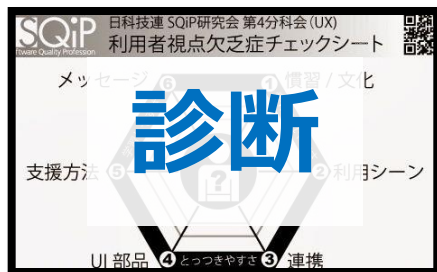 SQiP
Software Quality Profession
日科技連 SQiP研究会 第4分科会(UX)
利用者視点欠乏症チェックシート
メッセージ 6
1 慣習 / 文化
診断
支援方法 5
2 利用シーン
UI 部品 4 とっつきやすさ 3 連携